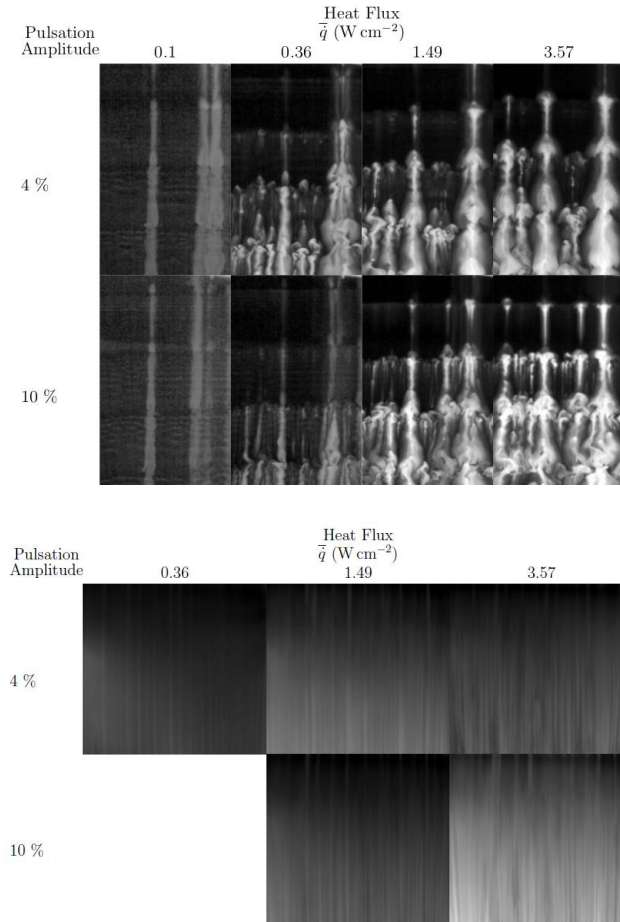 Pulsation
Amplitude
Heat Flux
q̇̅ (W cm⁻²)
0.1 0.36 1.49 3.57
4 %
10 %
Pulsation
Amplitude
Heat Flux
q̇̅ (W cm⁻²)
0.36 1.49 3.57
4 %
10 %